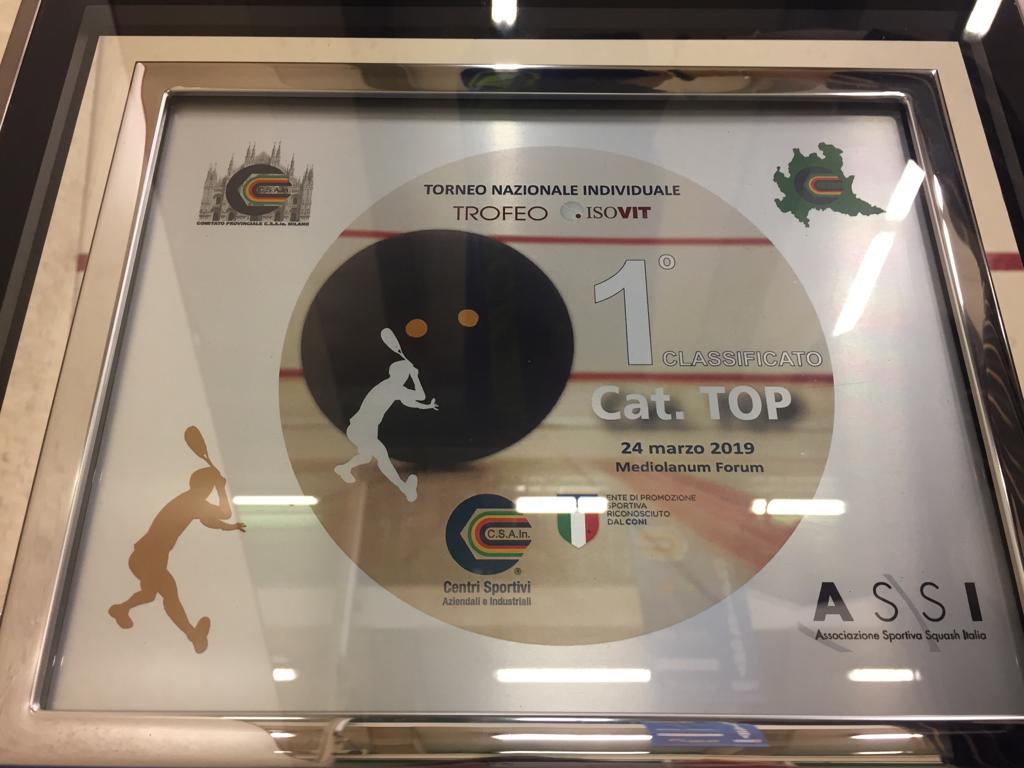 C.S.A.In.
COMITATO PROVINCIALE C.S.A.In. MILANO
TORNEO NAZIONALE INDIVIDUALE
TROFEO ISOVIT
1°
CLASSIFICATO
Cat. TOP
24 marzo 2019
Mediolanum Forum
C.S.A.In.
®
Centri Sportivi
Aziendali e Industriali
ENTE DI PROMOZIONE
SPORTIVA
RICONOSCIUTO
DAL CONI
ASSI
Associazione Sportiva Squash Italia